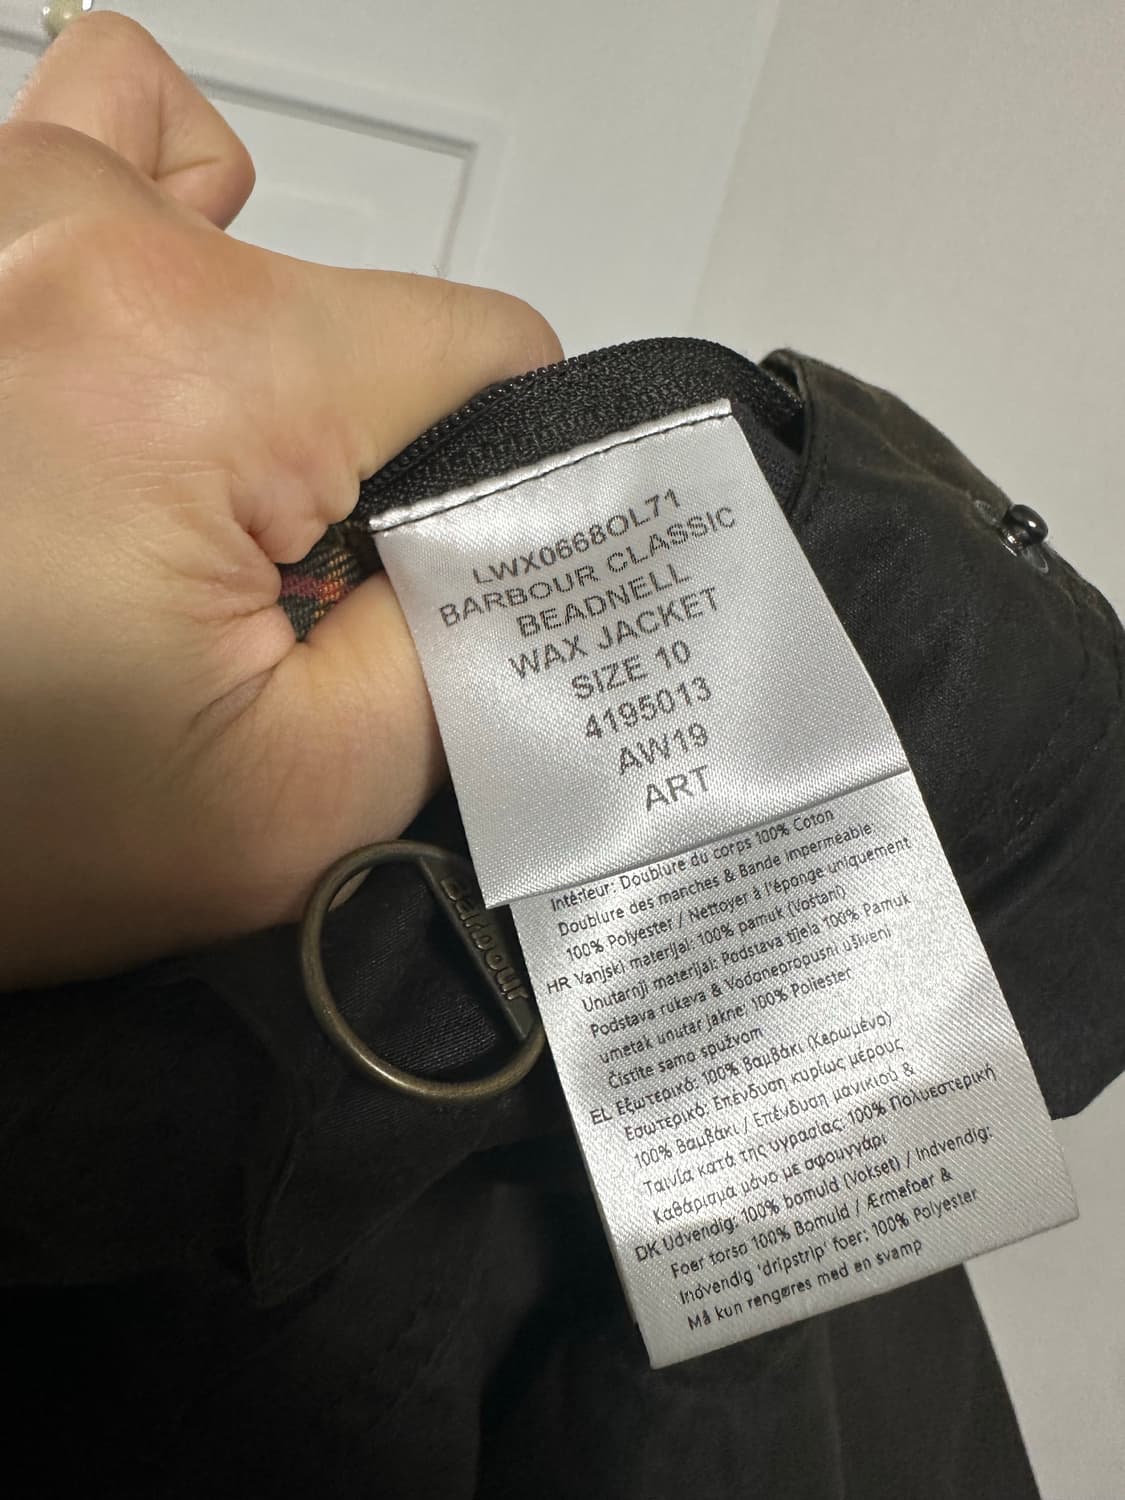 LWX0668OL71
BARBOUR CLASSIC
BEADNELL
WAX JACKET
SIZE 10
4195013
AW19
ART
Intérieur: Doublure du corps 100% Coton
Doublure des manches & Bande imperméable
100% Polyester / Nettoyer à l'éponge uniquement
HR Vanjski materijal: 100% pamuk (Voštani)
Unutarnji materijal: Podstava tijela 100% Pamuk
Podstava rukava & Vodonepropusni ušiveni
umetak unutar jakne, 100% Poliester
Čistite samo spužvom
EL Εξωτερικό: 100% Βαμβάκι (Κερωμένο)
Εσωτερικό: Επένδυση κυρίως μέρους
100% Βαμβάκι / Επένδυση μανικιού &
Ταινία κατά της υγρασίας: 100% Πολυεστερική
Καθάρισμα μόνο με σφουγγάρι
DK Udvendig: 100% bomuld (Vokset) / Indvendig:
Foer torso 100% Bomuld / Ærmefoer &
Indvendig 'dripstrip' foer: 100% Polyester
Må kun rengøres med en svamp
Barbour